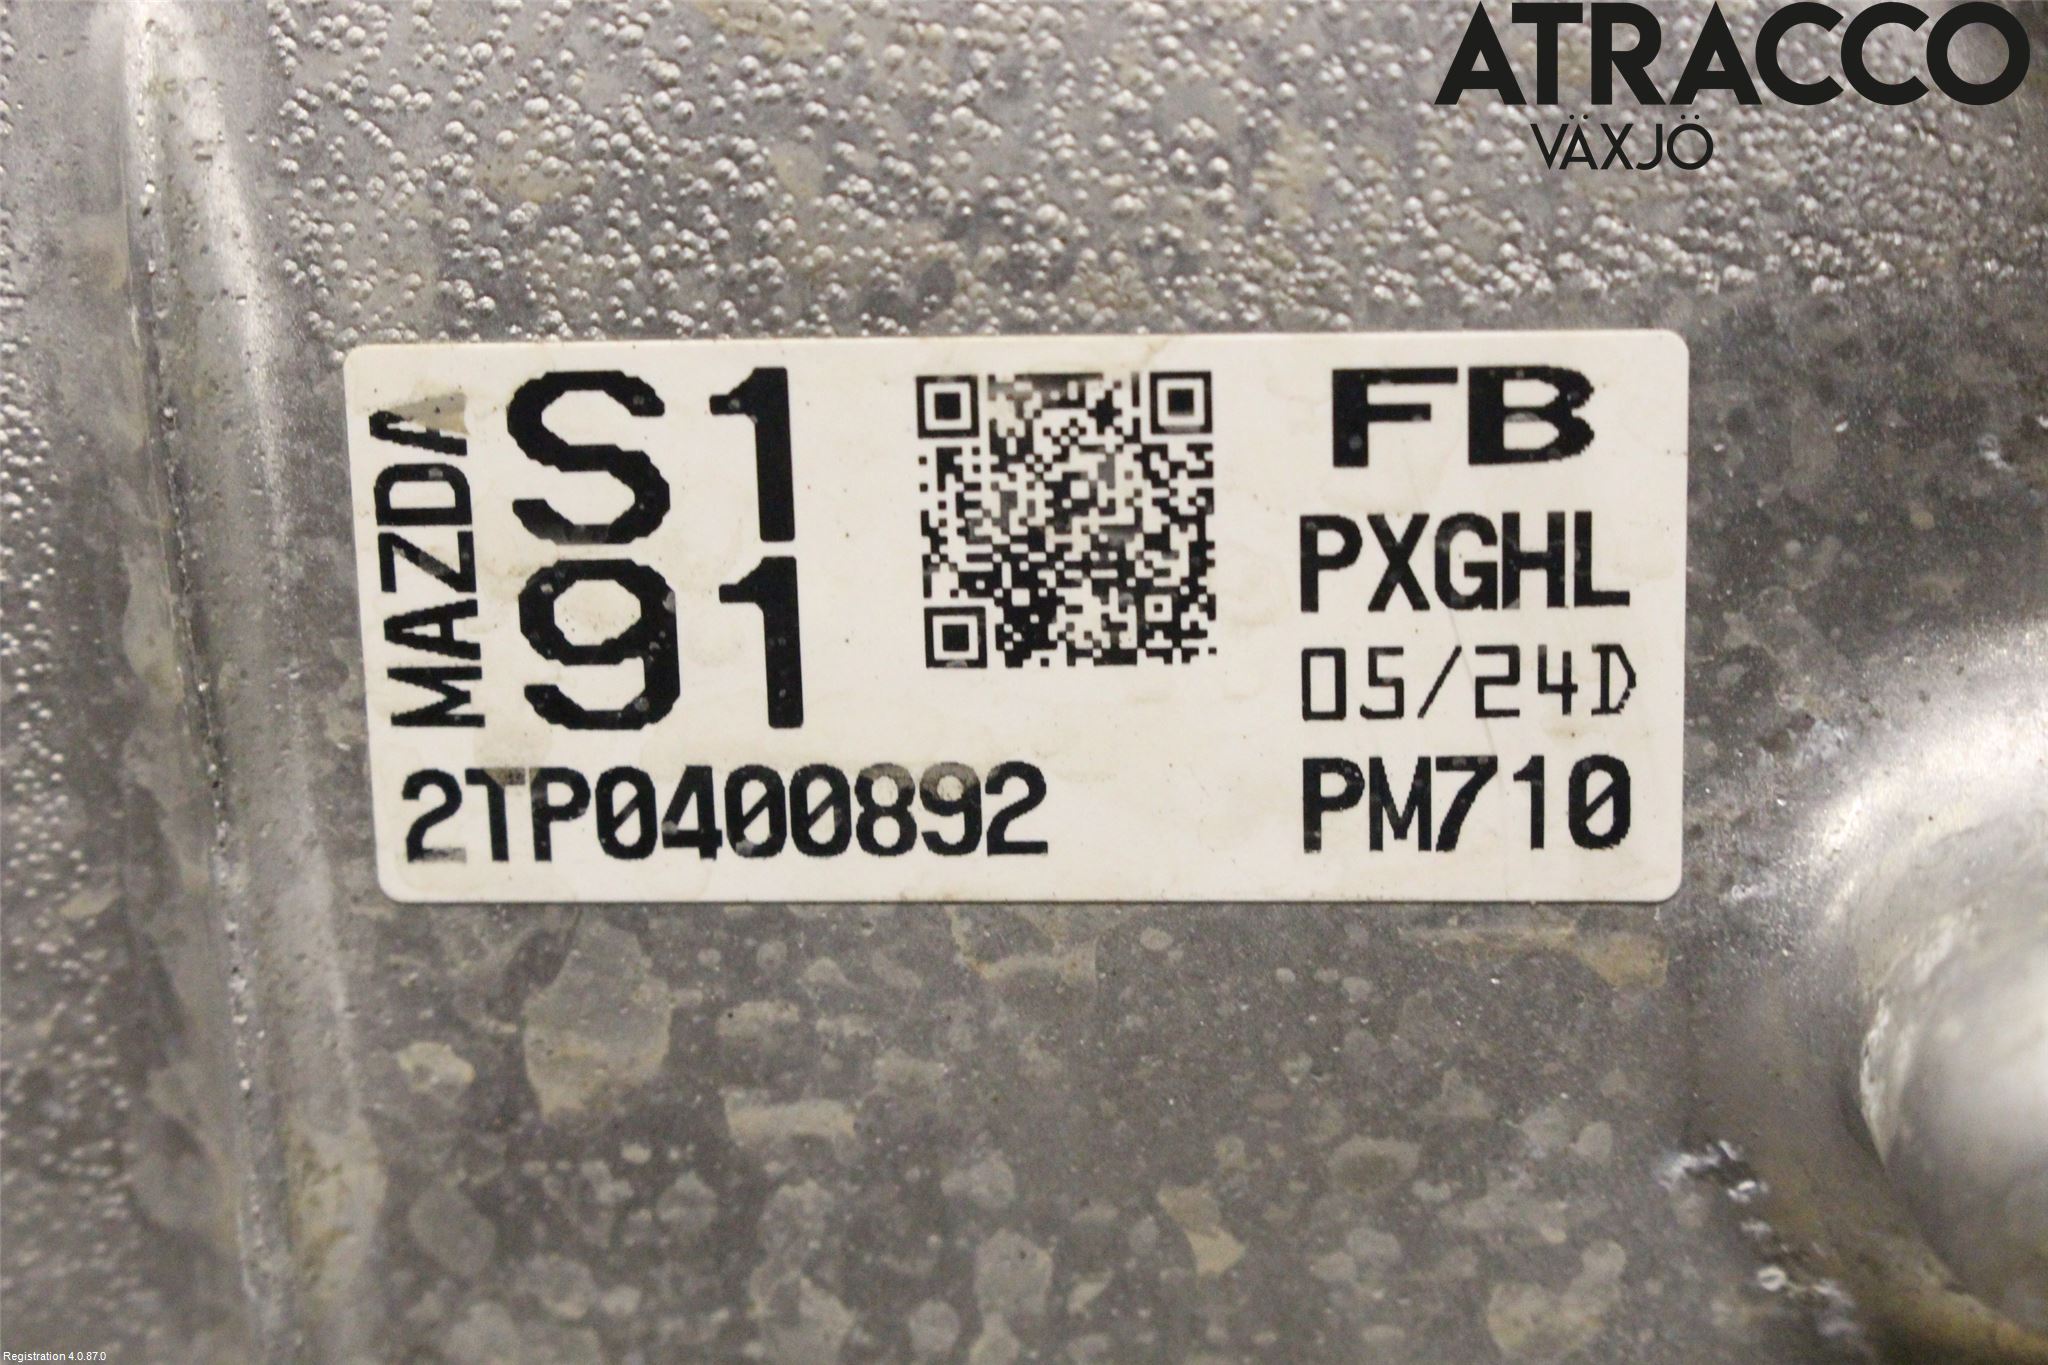 ATRACCO
VÄXJÖ
MAZDA
S1
91
FB
PXGHL
05/24D
2TP0400892
PM710
Registration 4.0.87.0